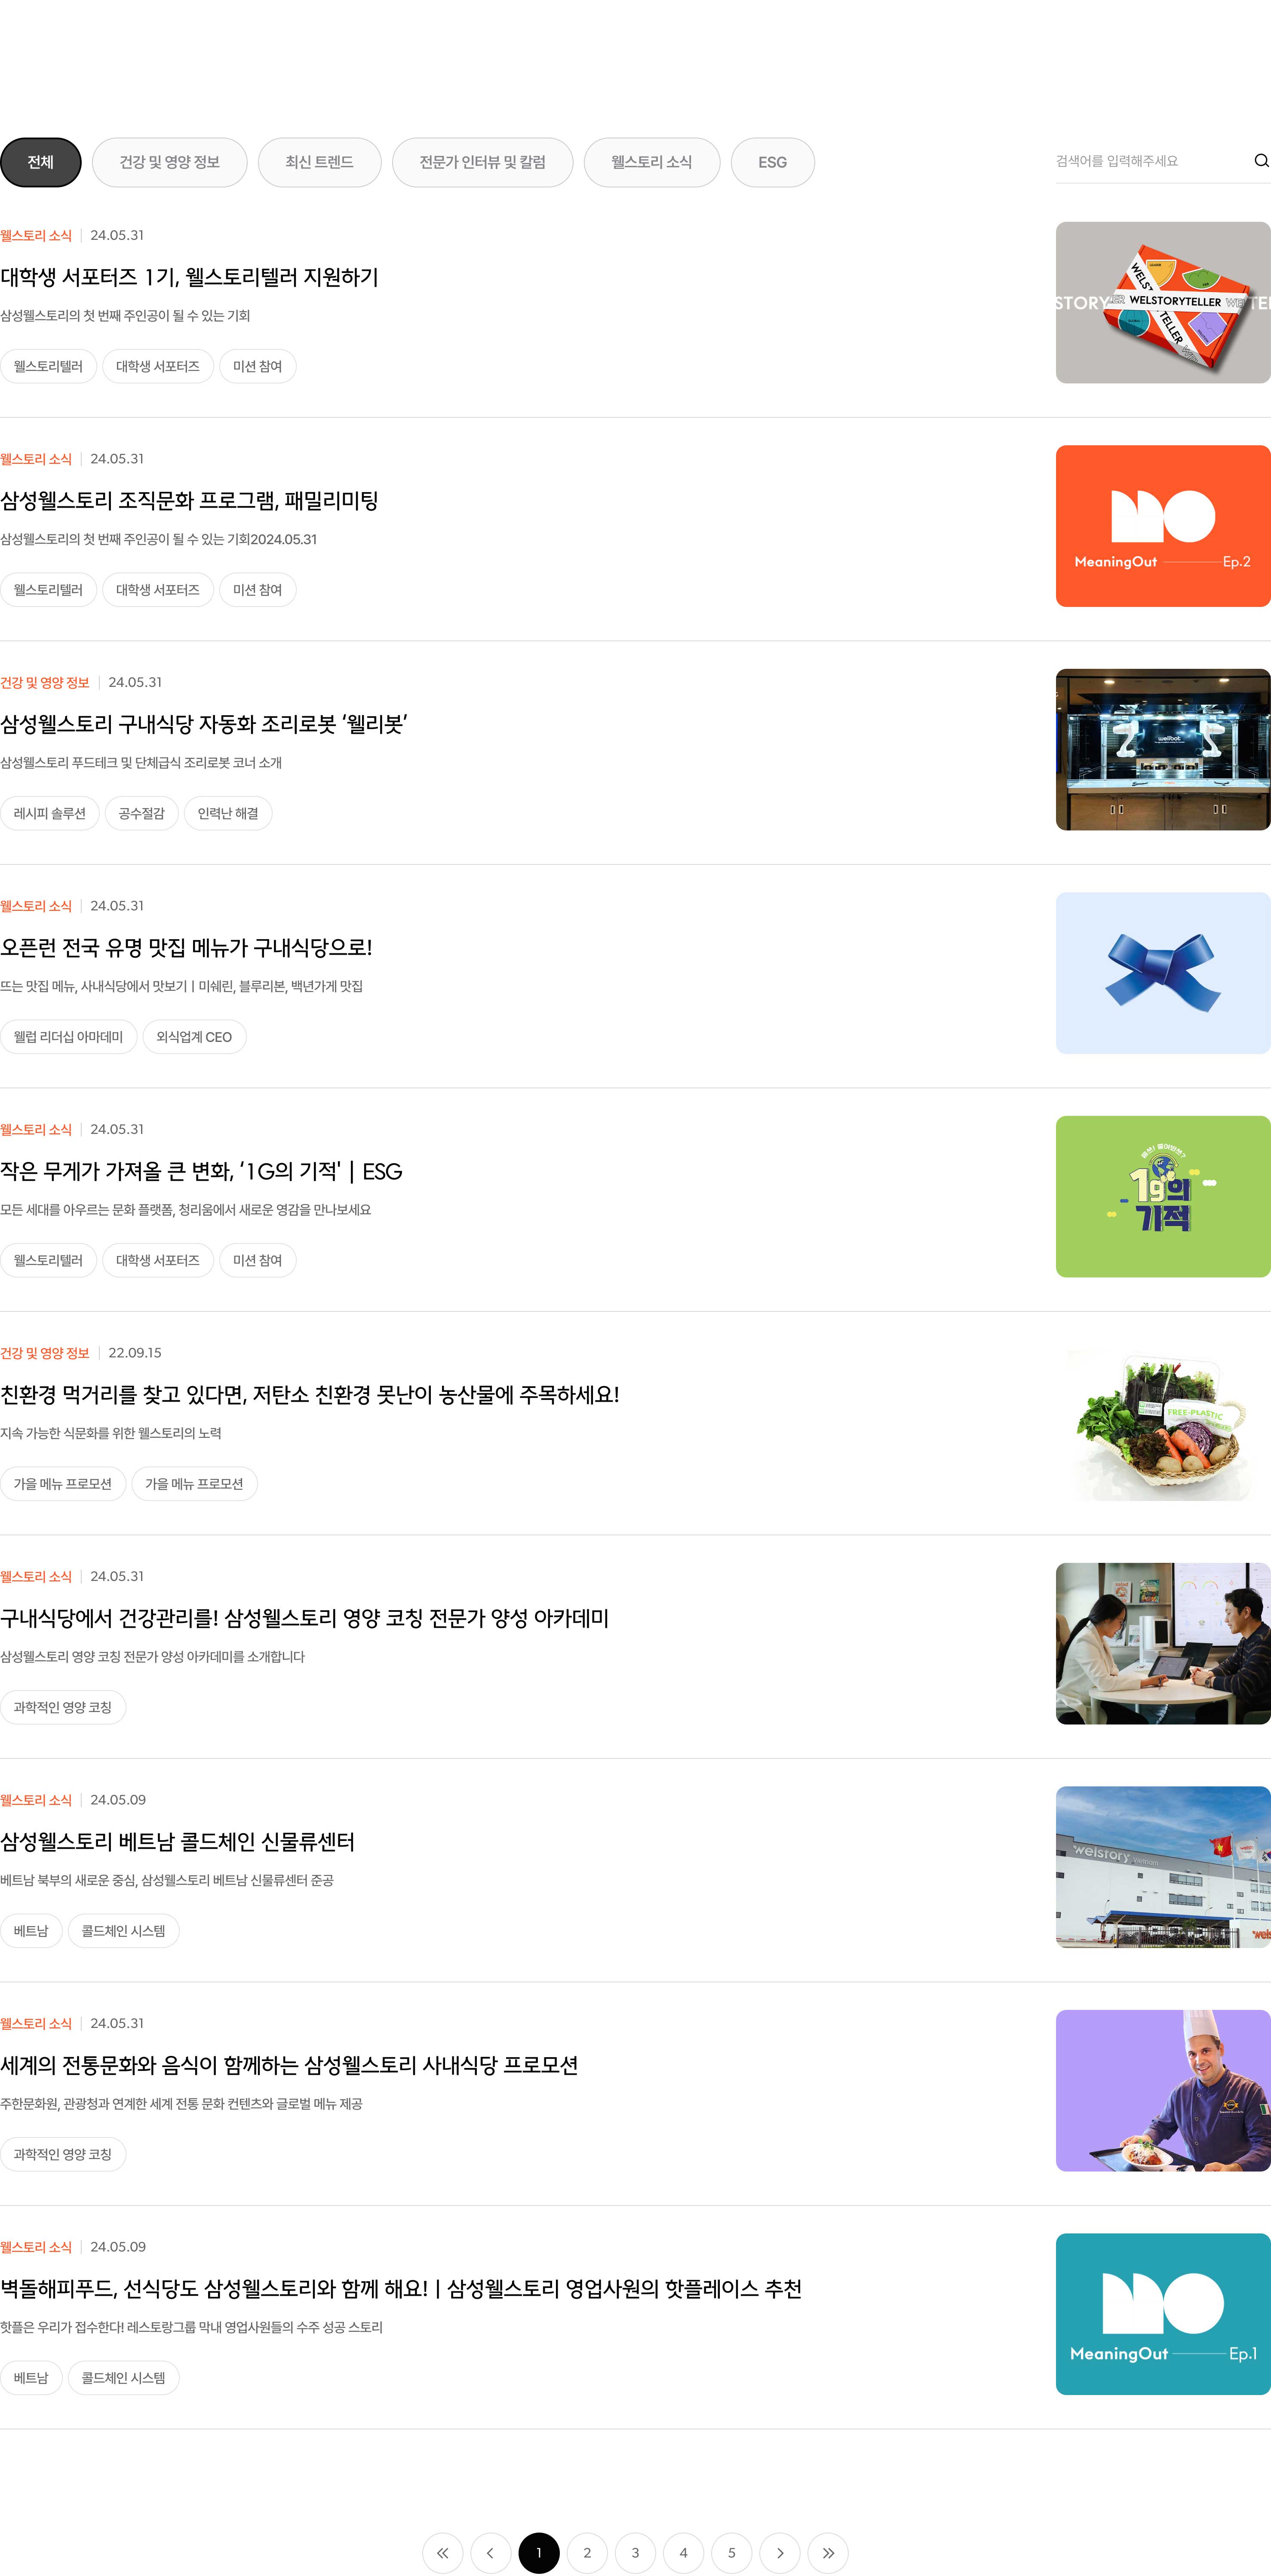 전체
건강 및 영양 정보
최신 트렌드
전문가 인터뷰 및 칼럼
웰스토리 소식
ESG
검색어를 입력해주세요
웰스토리 소식 | 24.05.31
대학생 서포터즈 1기, 웰스토리텔러 지원하기
삼성웰스토리의 첫 번째 주인공이 될 수 있는 기회
웰스토리텔러
대학생 서포터즈
미션 참여
WELSTORYTELLER
웰스토리 소식 | 24.05.31
삼성웰스토리 조직문화 프로그램, 패밀리미팅
삼성웰스토리의 첫 번째 주인공이 될 수 있는 기회2024.05.31
웰스토리텔러
대학생 서포터즈
미션 참여
MeaningOut Ep.2
건강 및 영양 정보 | 24.05.31
삼성웰스토리 구내식당 자동화 조리로봇 ‘웰리봇’
삼성웰스토리 푸드테크 및 단체급식 조리로봇 코너 소개
레시피 솔루션
공수절감
인력난 해결
wellbot
웰스토리 소식 | 24.05.31
오픈런 전국 유명 맛집 메뉴가 구내식당으로!
뜨는 맛집 메뉴, 사내식당에서 맛보기 | 미쉐린, 블루리본, 백년가게 맛집
웰럽 리더십 아마데미
외식업계 CEO
웰스토리 소식 | 24.05.31
작은 무게가 가져올 큰 변화, ‘1G의 기적' | ESG
모든 세대를 아우르는 문화 플랫폼, 청리움에서 새로운 영감을 만나보세요
웰스토리텔러
대학생 서포터즈
미션 참여
1g의
기적
건강 및 영양 정보 | 22.09.15
친환경 먹거리를 찾고 있다면, 저탄소 친환경 못난이 농산물에 주목하세요!
지속 가능한 식문화를 위한 웰스토리의 노력
가을 메뉴 프로모션
가을 메뉴 프로모션
FREE-PLASTIC
웰스토리 소식 | 24.05.31
구내식당에서 건강관리를! 삼성웰스토리 영양 코칭 전문가 양성 아카데미
삼성웰스토리 영양 코칭 전문가 양성 아카데미를 소개합니다
과학적인 영양 코칭
웰스토리 소식 | 24.05.09
삼성웰스토리 베트남 콜드체인 신물류센터
베트남 북부의 새로운 중심, 삼성웰스토리 베트남 신물류센터 준공
베트남
콜드체인 시스템
welstory Vietnam
웰스토리 소식 | 24.05.31
세계의 전통문화와 음식이 함께하는 삼성웰스토리 사내식당 프로모션
주한문화원, 관광청과 연계한 세계 전통 문화 컨텐츠와 글로벌 메뉴 제공
과학적인 영양 코칭
웰스토리 소식 | 24.05.09
벽돌해피푸드, 선식당도 삼성웰스토리와 함께 해요! | 삼성웰스토리 영업사원의 핫플레이스 추천
핫플은 우리가 접수한다! 레스토랑그룹 막내 영업사원들의 수주 성공 스토리
베트남
콜드체인 시스템
MeaningOut Ep.1
1 2 3 4 5